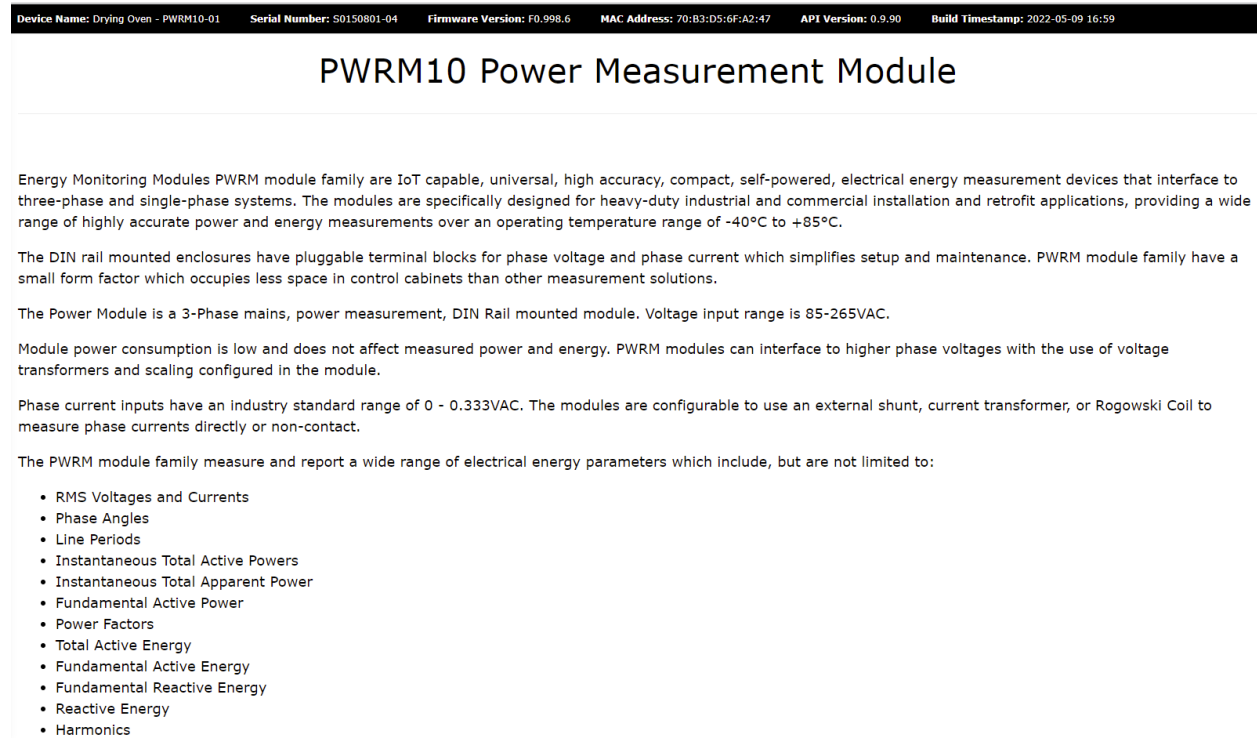 Device Name: Drying Oven - PWRM10-01 Serial Number: S0150801-04 Firmware Version: F0.998.6 MAC Address: 70:B3:D5:6F:A2:47 API Version: 0.9.90 Build Timestamp: 2022-05-09 16:59
PWRM10 Power Measurement Module
Energy Monitoring Modules PWRM module family are IoT capable, universal, high accuracy, compact, self-powered, electrical energy measurement devices that interface to
three-phase and single-phase systems. The modules are specifically designed for heavy-duty industrial and commercial installation and retrofit applications, providing a wide
range of highly accurate power and energy measurements over an operating temperature range of -40°C to +85°C.
The DIN rail mounted enclosures have pluggable terminal blocks for phase voltage and phase current which simplifies setup and maintenance. PWRM module family have a
small form factor which occupies less space in control cabinets than other measurement solutions.
The Power Module is a 3-Phase mains, power measurement, DIN Rail mounted module. Voltage input range is 85-265VAC.
Module power consumption is low and does not affect measured power and energy. PWRM modules can interface to higher phase voltages with the use of voltage
transformers and scaling configured in the module.
Phase current inputs have an industry standard range of 0 - 0.333VAC. The modules are configurable to use an external shunt, current transformer, or Rogowski Coil to
measure phase currents directly or non-contact.
The PWRM module family measure and report a wide range of electrical energy parameters which include, but are not limited to:
• RMS Voltages and Currents
• Phase Angles
• Line Periods
• Instantaneous Total Active Powers
• Instantaneous Total Apparent Power
• Fundamental Active Power
• Power Factors
• Total Active Energy
• Fundamental Active Energy
• Fundamental Reactive Energy
• Reactive Energy
• Harmonics